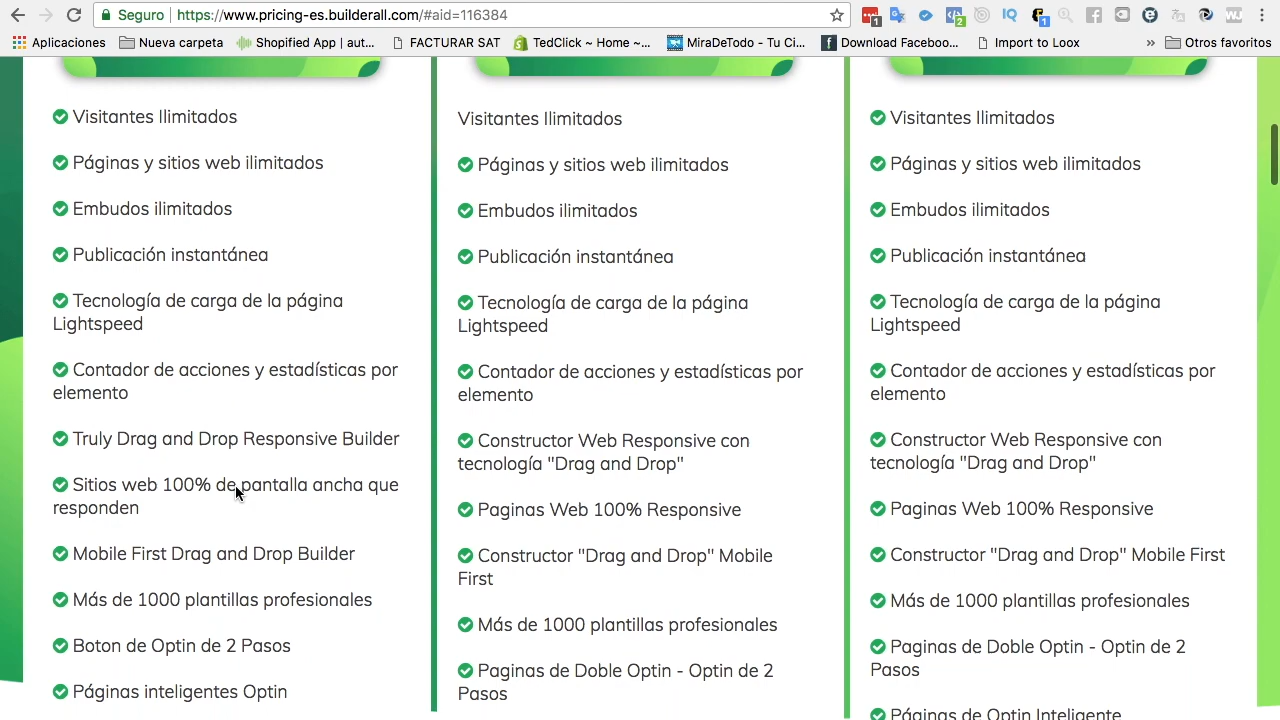 Seguro
https://www.pricing-es.builderall.com/#aid=116384
Aplicaciones
Nueva carpeta
Shopified App | aut...
FACTURAR SAT
TedClick ~ Home ~...
MiraDeTodo - Tu Ci...
Download Faceboo...
Import to Loox
»
Otros favoritos
Visitantes Ilimitados
Páginas y sitios web ilimitados
Embudos ilimitados
Publicación instantánea
Tecnología de carga de la página
Lightspeed
Contador de acciones y estadísticas por
elemento
Truly Drag and Drop Responsive Builder
Sitios web 100% de pantalla ancha que
responden
Mobile First Drag and Drop Builder
Más de 1000 plantillas profesionales
Boton de Optin de 2 Pasos
Páginas inteligentes Optin
Visitantes Ilimitados
Páginas y sitios web ilimitados
Embudos ilimitados
Publicación instantánea
Tecnología de carga de la página
Lightspeed
Contador de acciones y estadísticas por
elemento
Constructor Web Responsive con
tecnología "Drag and Drop"
Paginas Web 100% Responsive
Constructor "Drag and Drop" Mobile
First
Más de 1000 plantillas profesionales
Paginas de Doble Optin - Optin de 2
Pasos
Visitantes Ilimitados
Páginas y sitios web ilimitados
Embudos ilimitados
Publicación instantánea
Tecnología de carga de la página
Lightspeed
Contador de acciones y estadísticas por
elemento
Constructor Web Responsive con
tecnología "Drag and Drop"
Paginas Web 100% Responsive
Constructor "Drag and Drop" Mobile First
Más de 1000 plantillas profesionales
Paginas de Doble Optin - Optin de 2
Pasos
Páginas de Optin Inteligente